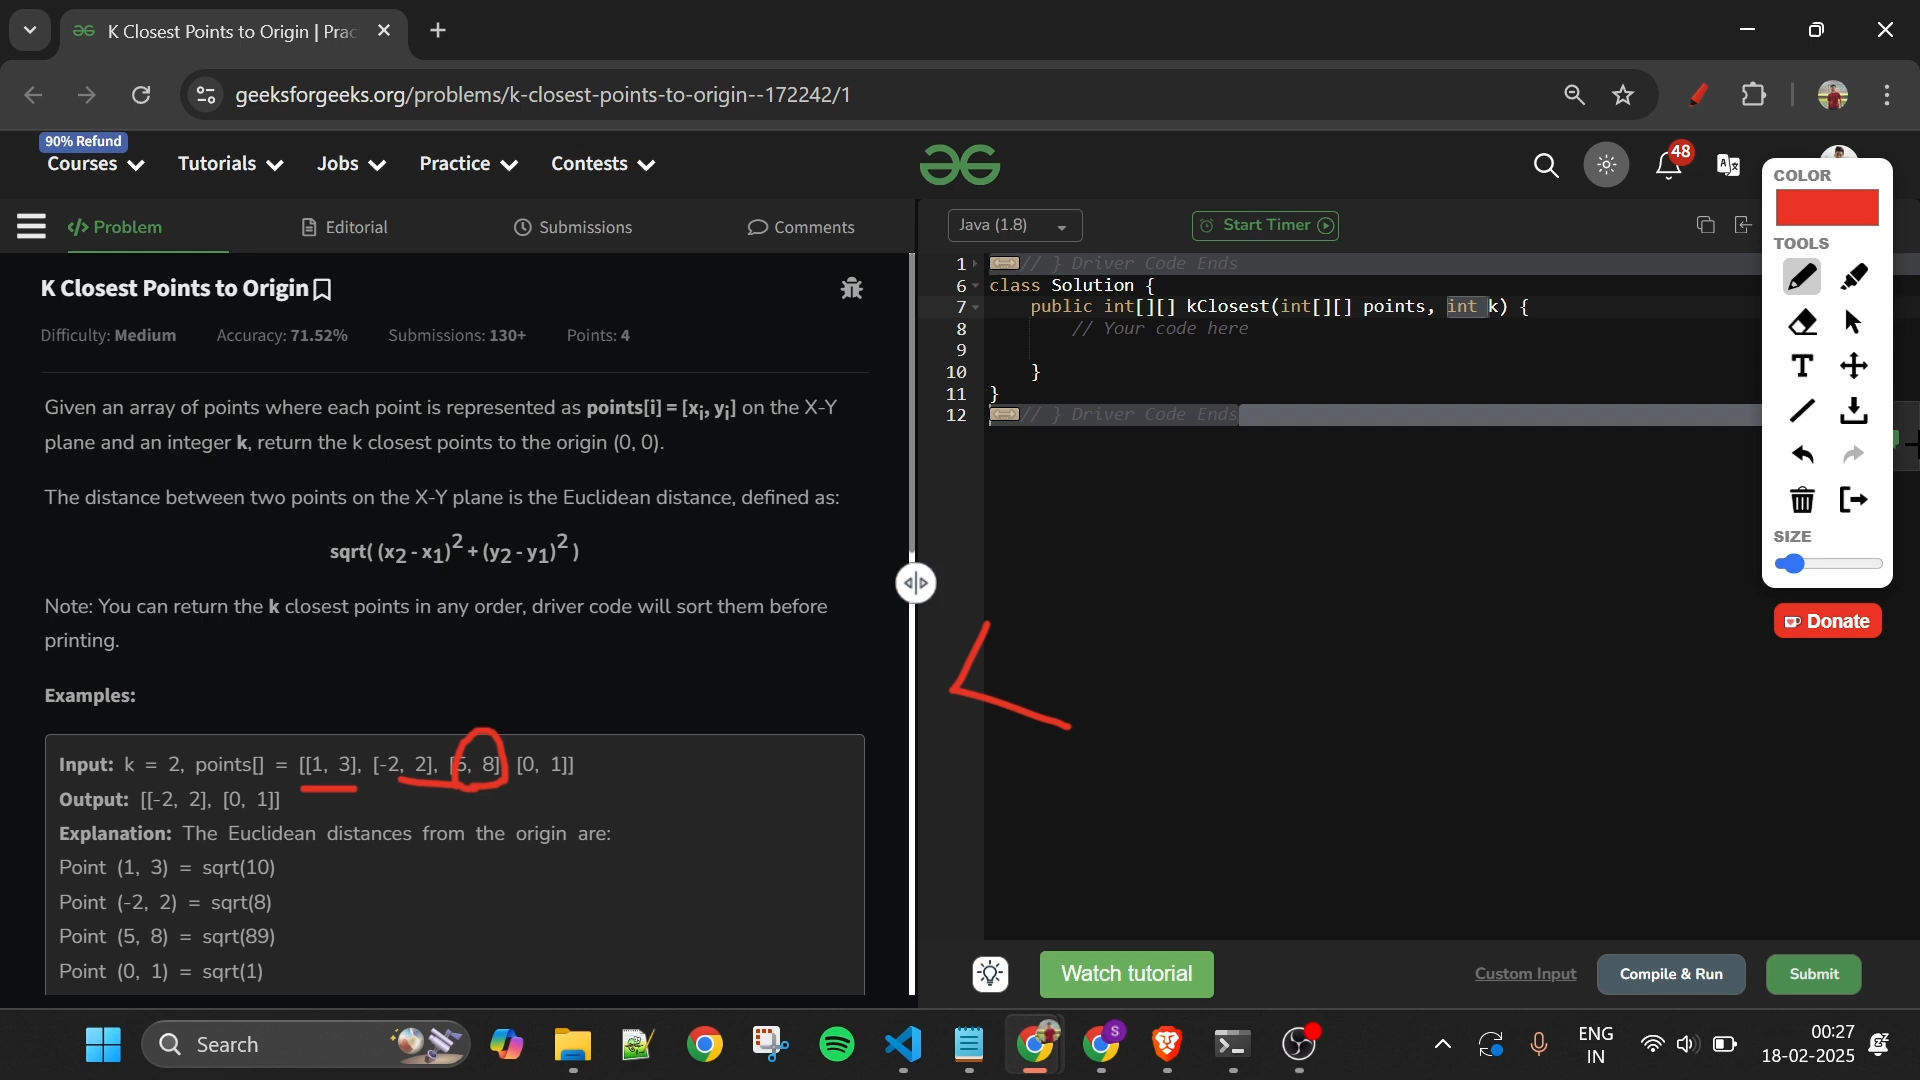 K Closest Points to Origin | Prac
geeksforgeeks.org/problems/k-closest-points-to-origin--172242/1
90% Refund
Courses Tutorials Jobs Practice Contests
48
COLOR
TOOLS
T
SIZE
Donate
Problem Editorial Submissions Comments
K Closest Points to Origin
Difficulty: Medium Accuracy: 71.52% Submissions: 130+ Points: 4
Given an array of points where each point is represented as points[i] = [xi, yi] on the X-Y
plane and an integer k, return the k closest points to the origin (0, 0).
The distance between two points on the X-Y plane is the Euclidean distance, defined as:
sqrt( (x2 - x1)2 + (y2 - y1)2 )
Note: You can return the k closest points in any order, driver code will sort them before
printing.
Examples:
Input: k = 2, points[] = [[1, 3], [-2, 2], [5, 8], [0, 1]]
Output: [[-2, 2], [0, 1]]
Explanation: The Euclidean distances from the origin are:
Point (1, 3) = sqrt(10)
Point (-2, 2) = sqrt(8)
Point (5, 8) = sqrt(89)
Point (0, 1) = sqrt(1)
Java (1.8) Start Timer
1 // } Driver Code Ends
6 class Solution {
7 public int[][] kClosest(int[][] points, int k) {
8 // Your code here
9
10 }
11 }
12 // } Driver Code Ends
Watch tutorial Custom Input Compile & Run Submit
Search
S
ENG
IN
00:27
18-02-2025